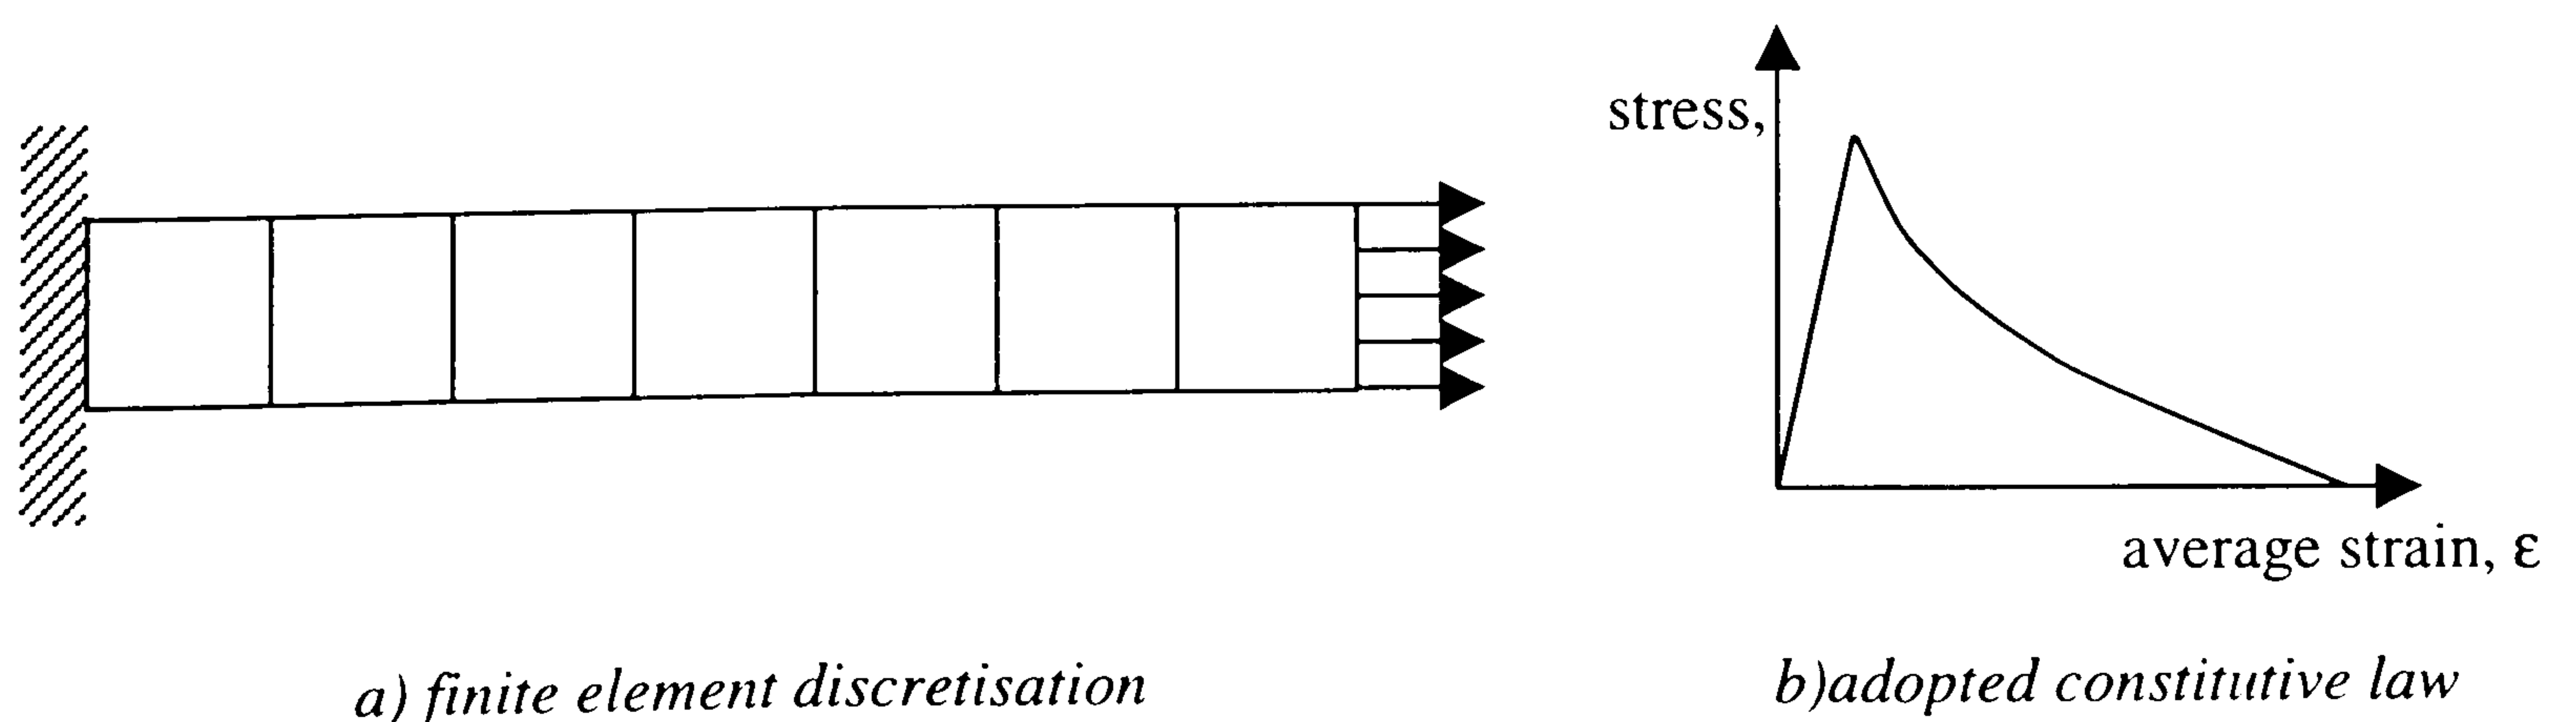 stress,
average strain, ε
a) finite element discretisation
b)adopted constitutive law